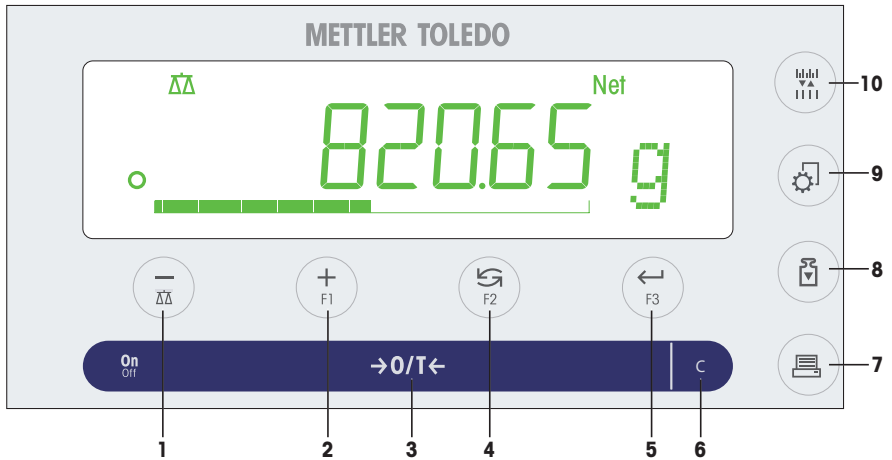 METTLER TOLEDO
Net
820.65 g
10
9
8
F1
F2
F3
On
Off
→0/T←
C
7
1
2
3
4
5
6